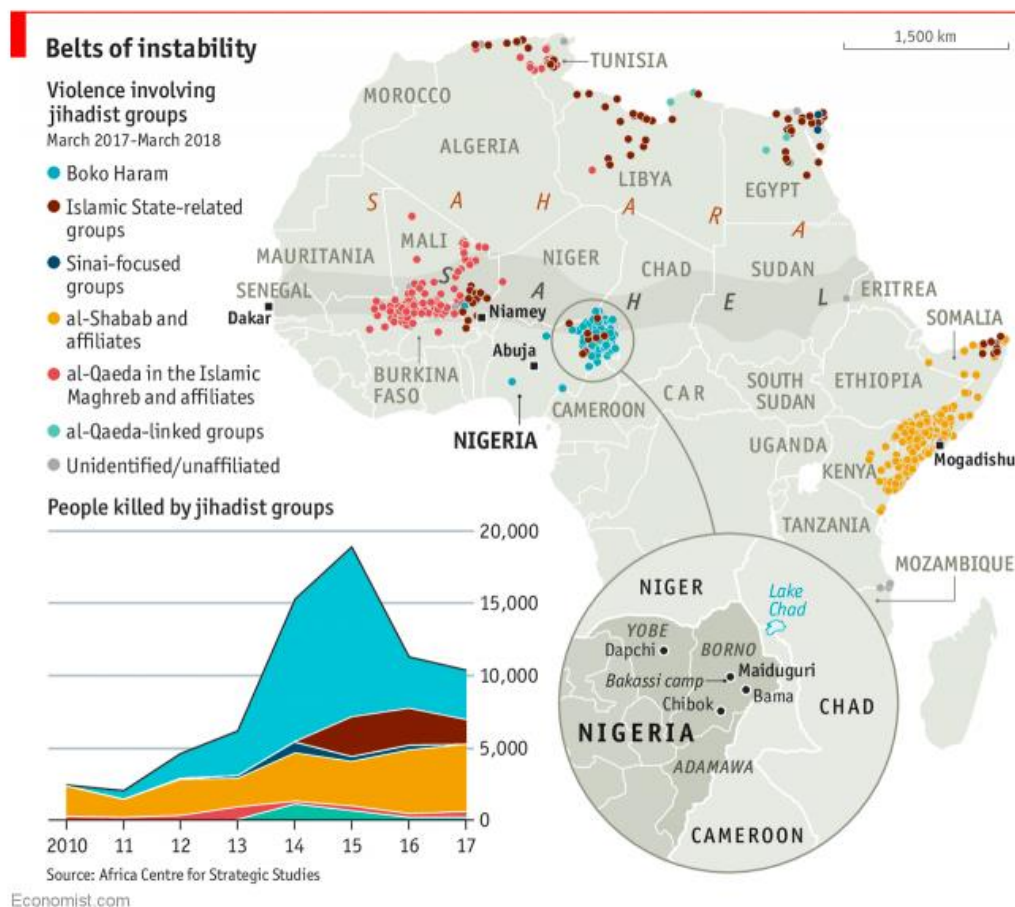 Belts of instability
Violence involving
jihadist groups
March 2017-March 2018
Boko Haram
Islamic State-related
groups
Sinai-focused
groups
al-Shabab and
affiliates
al-Qaeda in the Islamic
Maghreb and affiliates
al-Qaeda-linked groups
Unidentified/unaffiliated
1,500 km
TUNISIA
MOROCCO
ALGERIA
LIBYA
EGYPT
S A H A R A
MAURITANIA
MALI
NIGER
CHAD
SUDAN
S A H E L
SENEGAL
Dakar
Niamey
ERITREA
SOMALIA
Abuja
BURKINA
FASO
CAMEROON
CAR
SOUTH
SUDAN
ETHIOPIA
NIGERIA
UGANDA
KENYA
Mogadishu
TANZANIA
MOZAMBIQUE
People killed by jihadist groups
20,000
15,000
10,000
5,000
0
2010 11 12 13 14 15 16 17
NIGER
Lake
Chad
YOBE
Dapchi
BORNO
Maiduguri
Bakassi camp
Bama
Chibok
CHAD
NIGERIA
ADAMAWA
CAMEROON
Source: Africa Centre for Strategic Studies
Economist.com